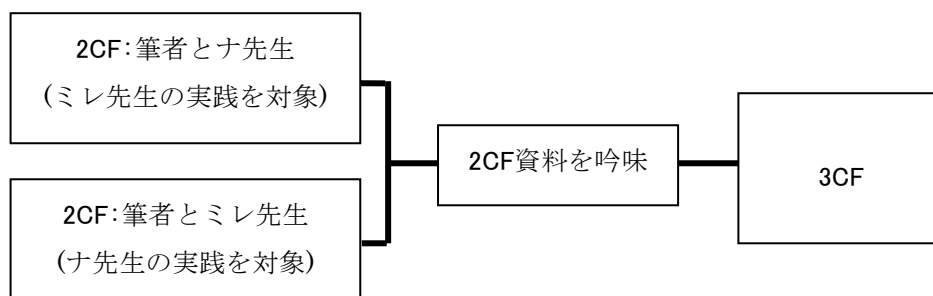 2CF:筆者とナ先生
(ミレ先生の実践を対象)
2CF:筆者とミレ先生
(ナ先生の実践を対象)
2CF資料を吟味
3CF